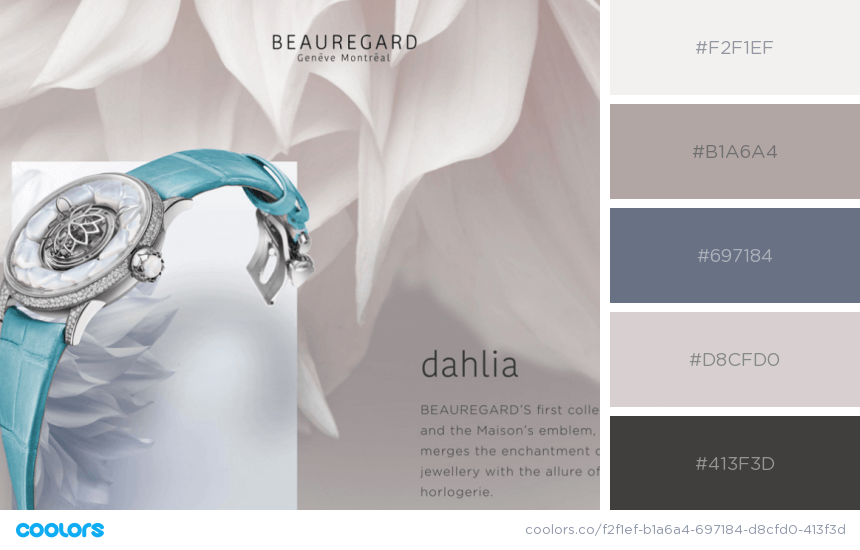 BEAUREGARD
Genève Montréal
dahlia
BEAUREGARD'S first colle
and the Maison's emblem,
merges the enchantment
jewellery with the allure of
horlogerie.
#F2F1EF
#B1A6A4
#697184
#D8CFD0
#413F3D
coolors
coolors.co/f2f1ef-b1a6a4-697184-d8cfd0-413f3d